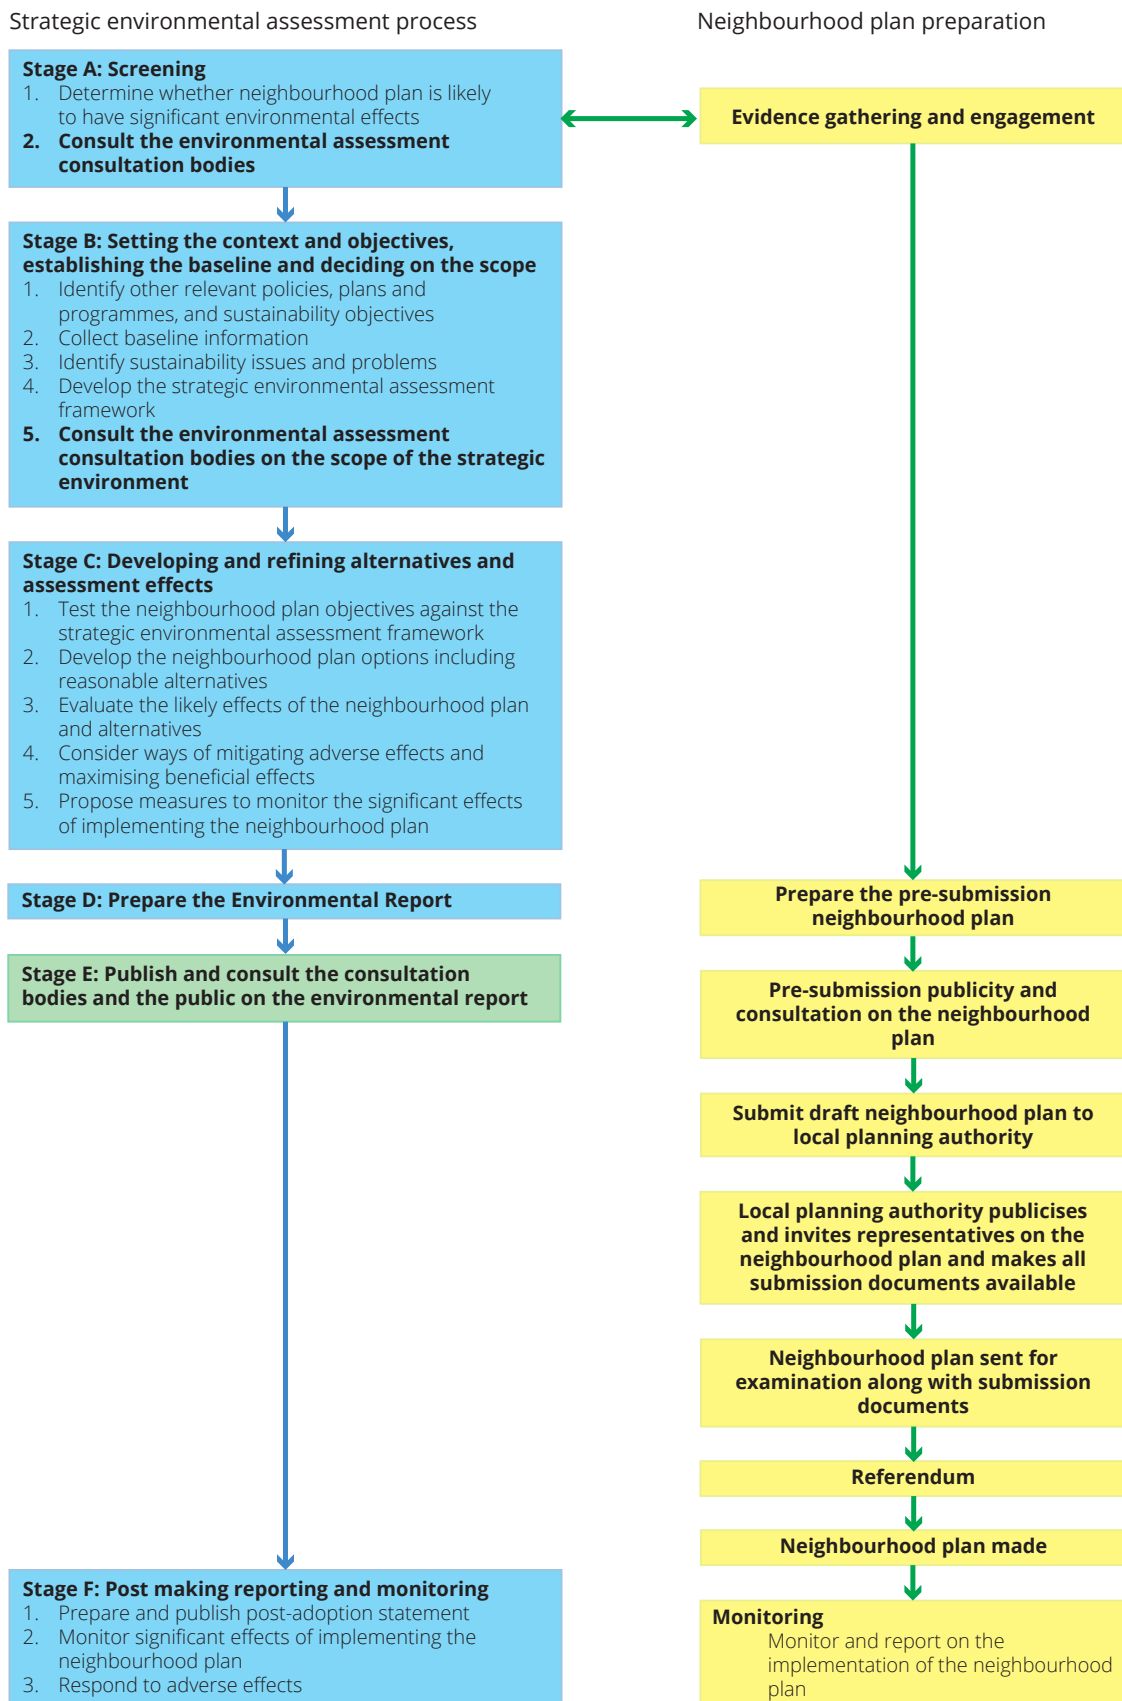 Strategic environmental assessment process
Neighbourhood plan preparation
Stage A: Screening
1. Determine whether neighbourhood plan is likely
to have significant environmental effects
2. Consult the environmental assessment
consultation bodies
Evidence gathering and engagement
Stage B: Setting the context and objectives,
establishing the baseline and deciding on the scope
1. Identify other relevant policies, plans and
programmes, and sustainability objectives
2. Collect baseline information
3. Identify sustainability issues and problems
4. Develop the strategic environmental assessment
framework
5. Consult the environmental assessment
consultation bodies on the scope of the strategic
environment
Stage C: Developing and refining alternatives and
assessment effects
1. Test the neighbourhood plan objectives against the
strategic environmental assessment framework
2. Develop the neighbourhood plan options including
reasonable alternatives
3. Evaluate the likely effects of the neighbourhood plan
and alternatives
4. Consider ways of mitigating adverse effects and
maximising beneficial effects
5. Propose measures to monitor the significant effects
of implementing the neighbourhood plan
Stage D: Prepare the Environmental Report
Stage E: Publish and consult the consultation
bodies and the public on the environmental report
Prepare the pre-submission
neighbourhood plan
Pre-submission publicity and
consultation on the neighbourhood
plan
Submit draft neighbourhood plan to
local planning authority
Local planning authority publicises
and invites representatives on the
neighbourhood plan and makes all
submission documents available
Neighbourhood plan sent for
examination along with submission
documents
Referendum
Neighbourhood plan made
Stage F: Post making reporting and monitoring
1. Prepare and publish post-adoption statement
2. Monitor significant effects of implementing the
neighbourhood plan
3. Respond to adverse effects
Monitoring
Monitor and report on the
implementation of the neighbourhood
plan